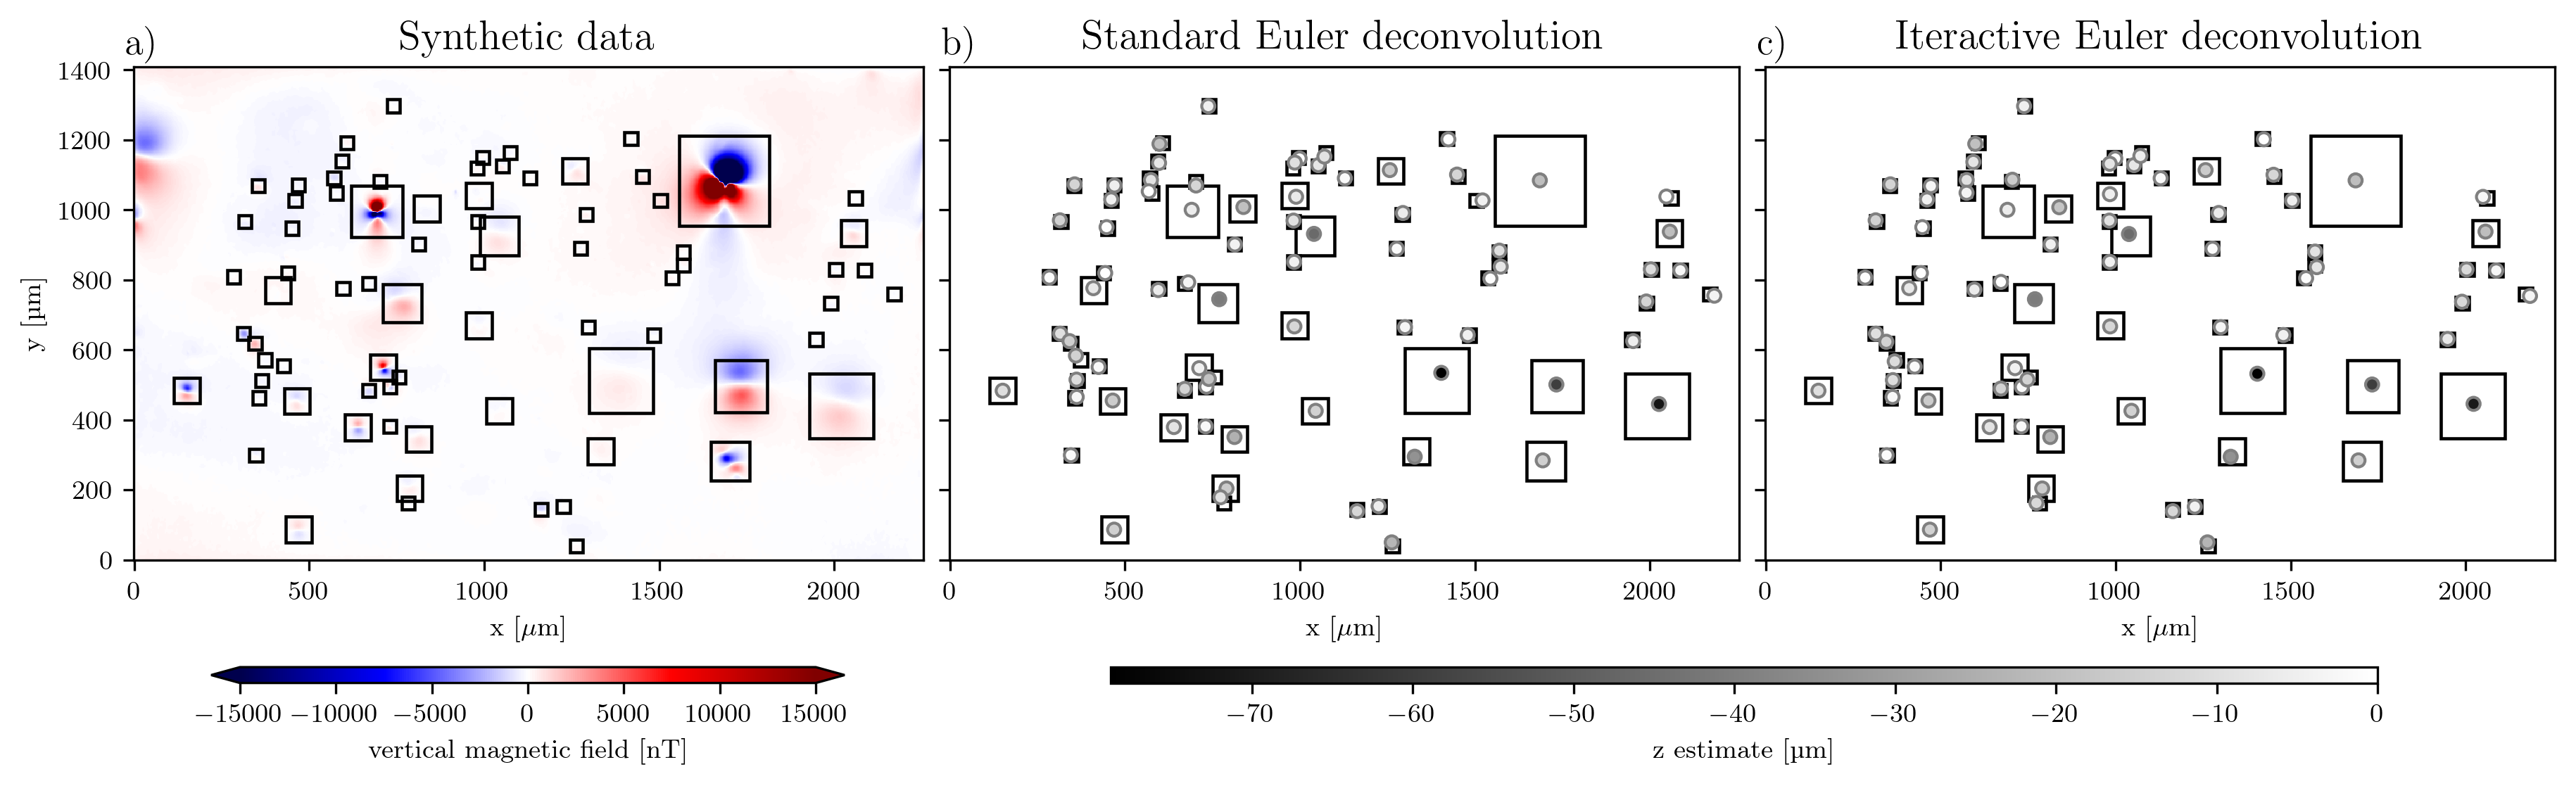 a) Synthetic data
b) Standard Euler deconvolution
c) Iteractive Euler deconvolution
1400
1200
1000
800
600
400
200
0
y [µm]
0 500 1000 1500 2000
0 500 1000 1500 2000
0 500 1000 1500 2000
x [µm]
x [µm]
x [µm]
−15000 −10000 −5000 0 5000 10000 15000
vertical magnetic field [nT]
−70 −60 −50 −40 −30 −20 −10 0
z estimate [µm]